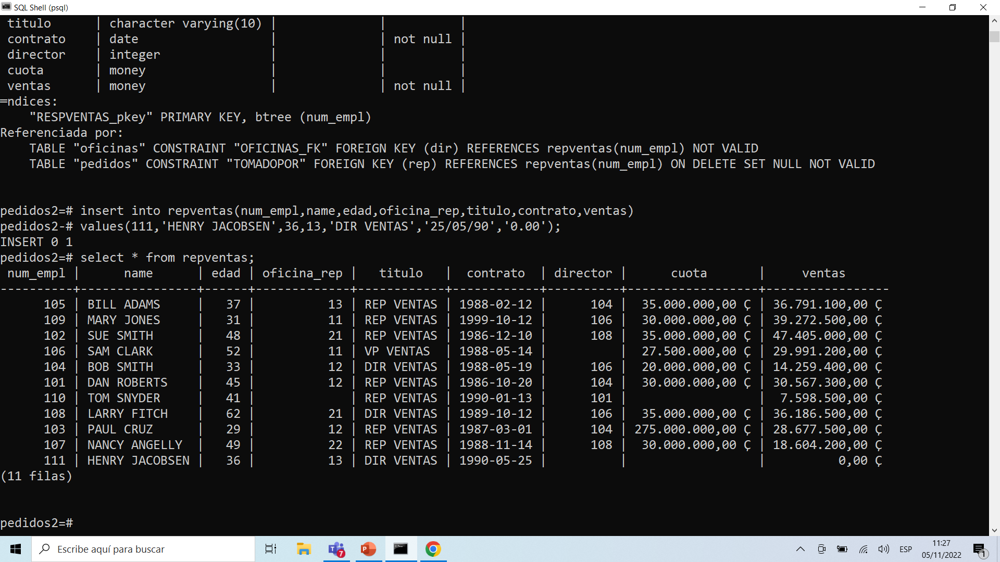 SQL Shell (psql)
titulo | character varying(10) | | |
contrato | date | | not null |
director | integer | | |
cuota | money | | |
ventas | money | | not null |
═ndices:
"RESPVENTAS_pkey" PRIMARY KEY, btree (num_empl)
Referenciada por:
TABLE "oficinas" CONSTRAINT "OFICINAS_FK" FOREIGN KEY (dir) REFERENCES repventas(num_empl) NOT VALID
TABLE "pedidos" CONSTRAINT "TOMADOPOR" FOREIGN KEY (rep) REFERENCES repventas(num_empl) ON DELETE SET NULL NOT VALID
pedidos2=# insert into repventas(num_empl,name,edad,oficina_rep,titulo,contrato,ventas)
pedidos2-# values(111,'HENRY JACOBSEN',36,13,'DIR VENTAS','25/05/90','0.00');
INSERT 0 1
pedidos2=# select * from repventas;
num_empl | name | edad | oficina_rep | titulo | contrato | director | cuota | ventas
----------+----------------+------+-------------+------------+------------+----------+------------------+-----------------
105 | BILL ADAMS | 37 | 13 | REP VENTAS | 1988-02-12 | 104 | 35.000.000,00 Ç | 36.791.100,00 Ç
109 | MARY JONES | 31 | 11 | REP VENTAS | 1999-10-12 | 106 | 30.000.000,00 Ç | 39.272.500,00 Ç
102 | SUE SMITH | 48 | 21 | REP VENTAS | 1986-12-10 | 108 | 35.000.000,00 Ç | 47.405.000,00 Ç
106 | SAM CLARK | 52 | 11 | VP VENTAS | 1988-05-14 | | 27.500.000,00 Ç | 29.991.200,00 Ç
104 | BOB SMITH | 33 | 12 | DIR VENTAS | 1988-05-19 | 106 | 20.000.000,00 Ç | 14.259.400,00 Ç
101 | DAN ROBERTS | 45 | 12 | REP VENTAS | 1986-10-20 | 104 | 30.000.000,00 Ç | 30.567.300,00 Ç
110 | TOM SNYDER | 41 | | REP VENTAS | 1990-01-13 | 101 | | 7.598.500,00 Ç
108 | LARRY FITCH | 62 | 21 | DIR VENTAS | 1989-10-12 | 106 | 35.000.000,00 Ç | 36.186.500,00 Ç
103 | PAUL CRUZ | 29 | 12 | REP VENTAS | 1987-03-01 | 104 | 275.000.000,00 Ç | 28.677.500,00 Ç
107 | NANCY ANGELLY | 49 | 22 | REP VENTAS | 1988-11-14 | 108 | 30.000.000,00 Ç | 18.604.200,00 Ç
111 | HENRY JACOBSEN | 36 | 13 | DIR VENTAS | 1990-05-25 | | | 0,00 Ç
(11 filas)
pedidos2=#
Escribe aquí para buscar
7
ESP
11:27
05/11/2022
1